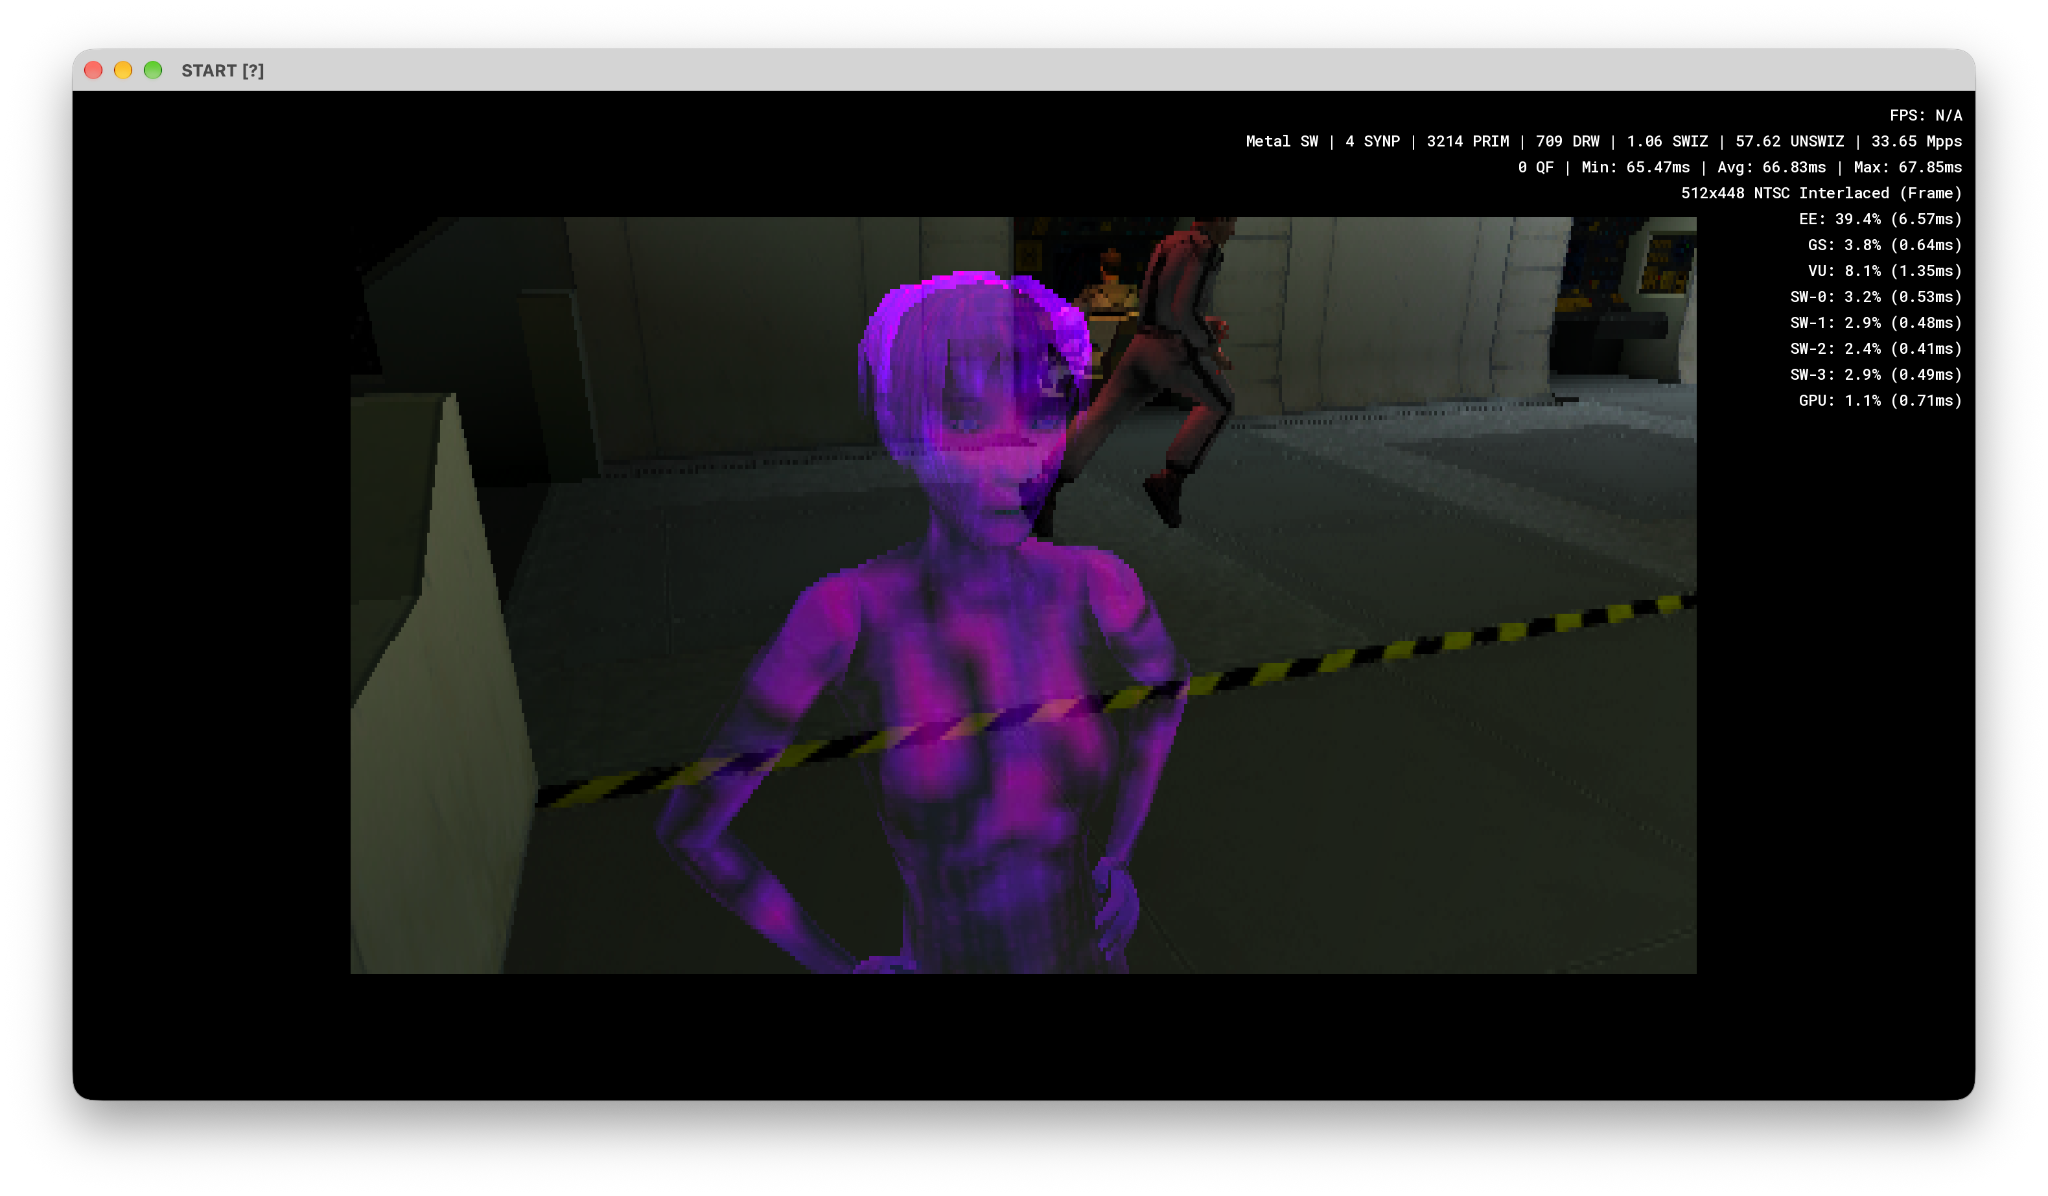 START [?]
FPS: N/A
Metal SW | 4 SYNP | 3214 PRIM | 709 DRW | 1.06 SWIZ | 57.62 UNSWIZ | 33.65 Mpps
0 QF | Min: 65.47ms | Avg: 66.83ms | Max: 67.85ms
512x448 NTSC Interlaced (Frame)
EE: 39.4% (6.57ms)
GS: 3.8% (0.64ms)
VU: 8.1% (1.35ms)
SW-0: 3.2% (0.53ms)
SW-1: 2.9% (0.48ms)
SW-2: 2.4% (0.41ms)
SW-3: 2.9% (0.49ms)
GPU: 1.1% (0.71ms)